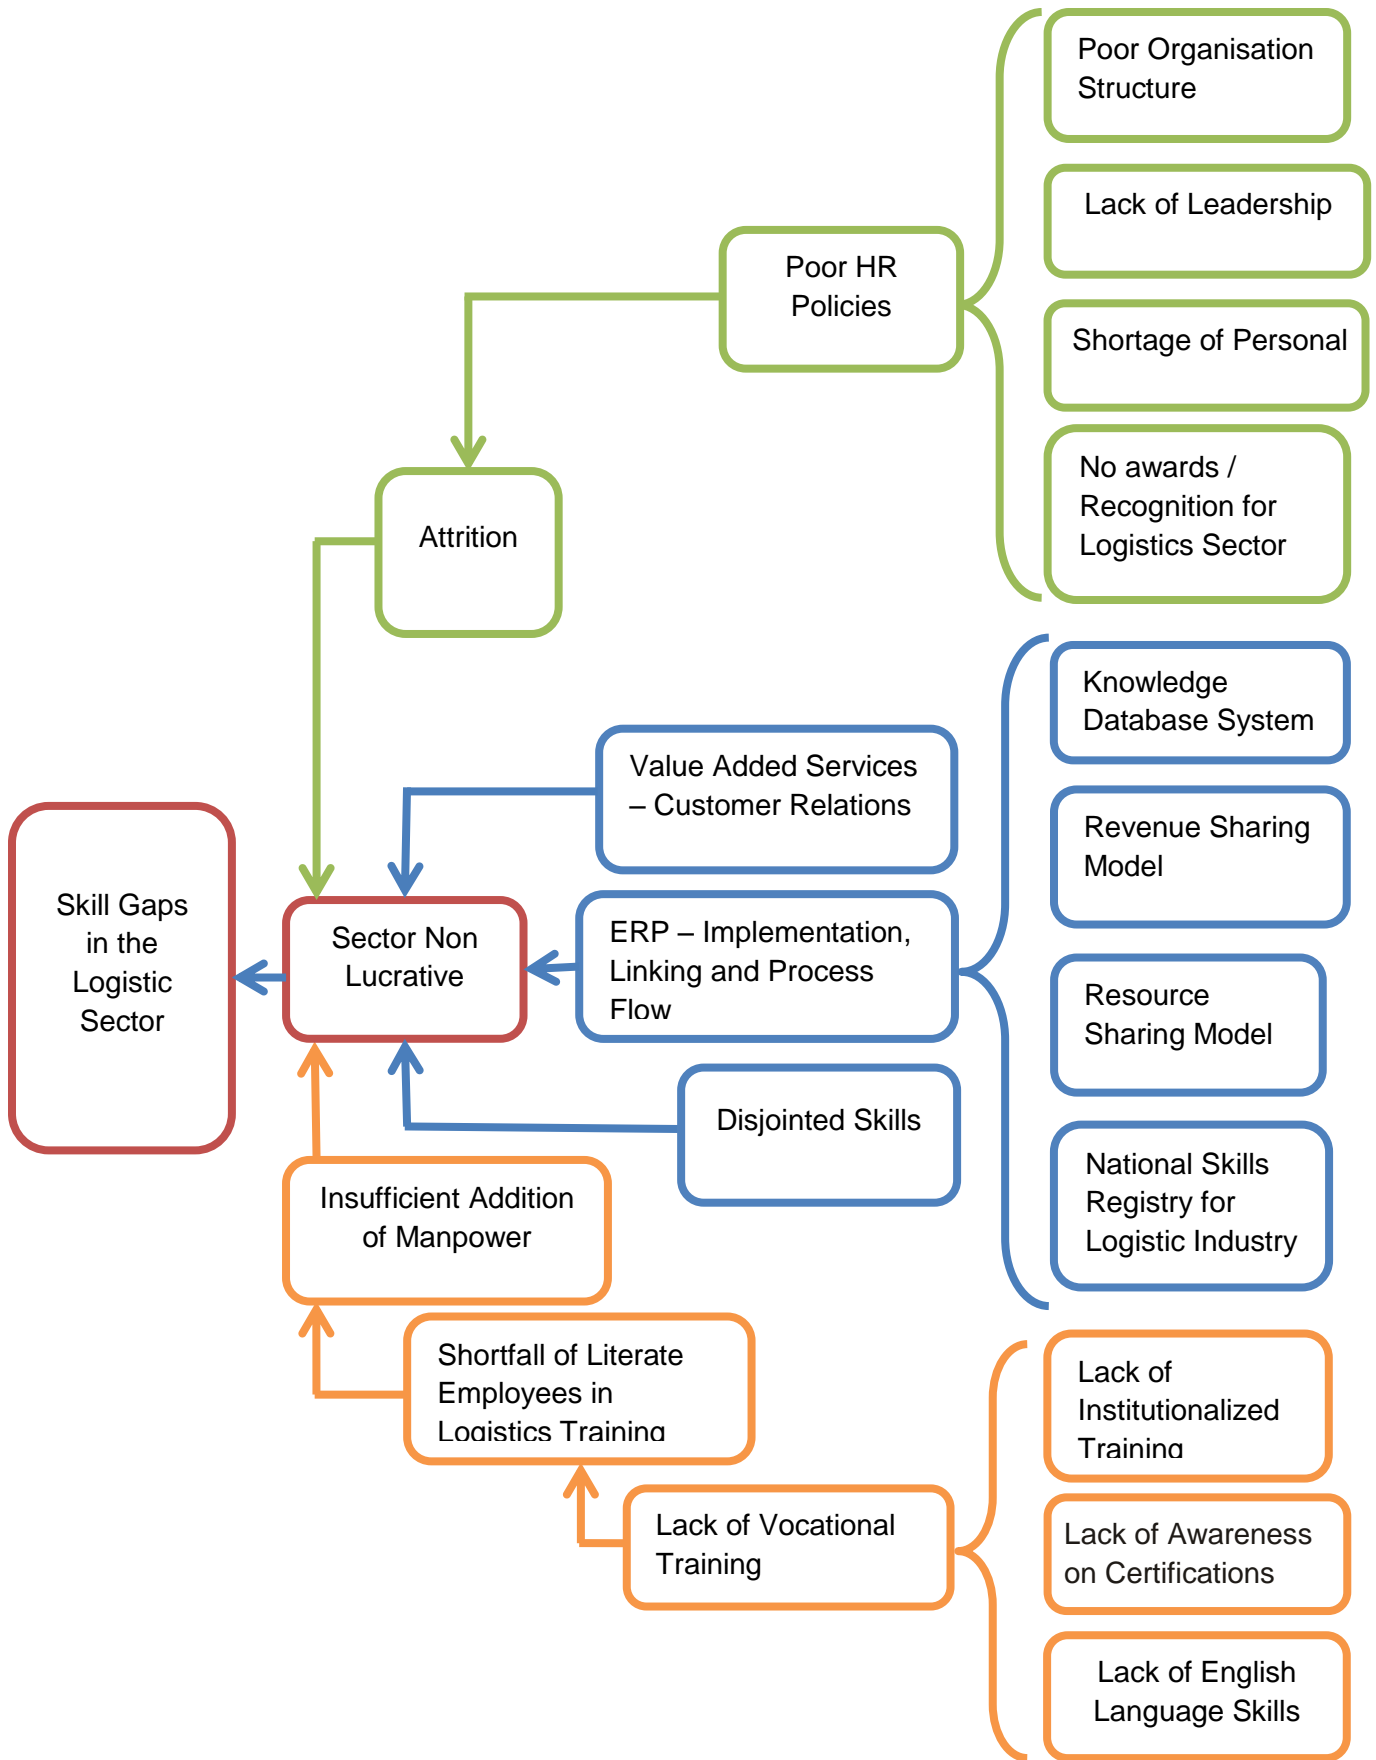 Poor Organisation
Structure
Lack of Leadership
Poor HR
Policies
Shortage of Personal
No awards /
Recognition for
Logistics Sector
Attrition
Knowledge
Database System
Value Added Services
– Customer Relations
Revenue Sharing
Model
Skill Gaps
in the
Logistic
Sector
Sector Non
Lucrative
ERP – Implementation,
Linking and Process
Flow
Resource
Sharing Model
Disjointed Skills
National Skills
Registry for
Logistic Industry
Insufficient Addition
of Manpower
Shortfall of Literate
Employees in
Logistics Training
Lack of
Institutionalized
Training
Lack of Vocational
Training
Lack of Awareness
on Certifications
Lack of English
Language Skills